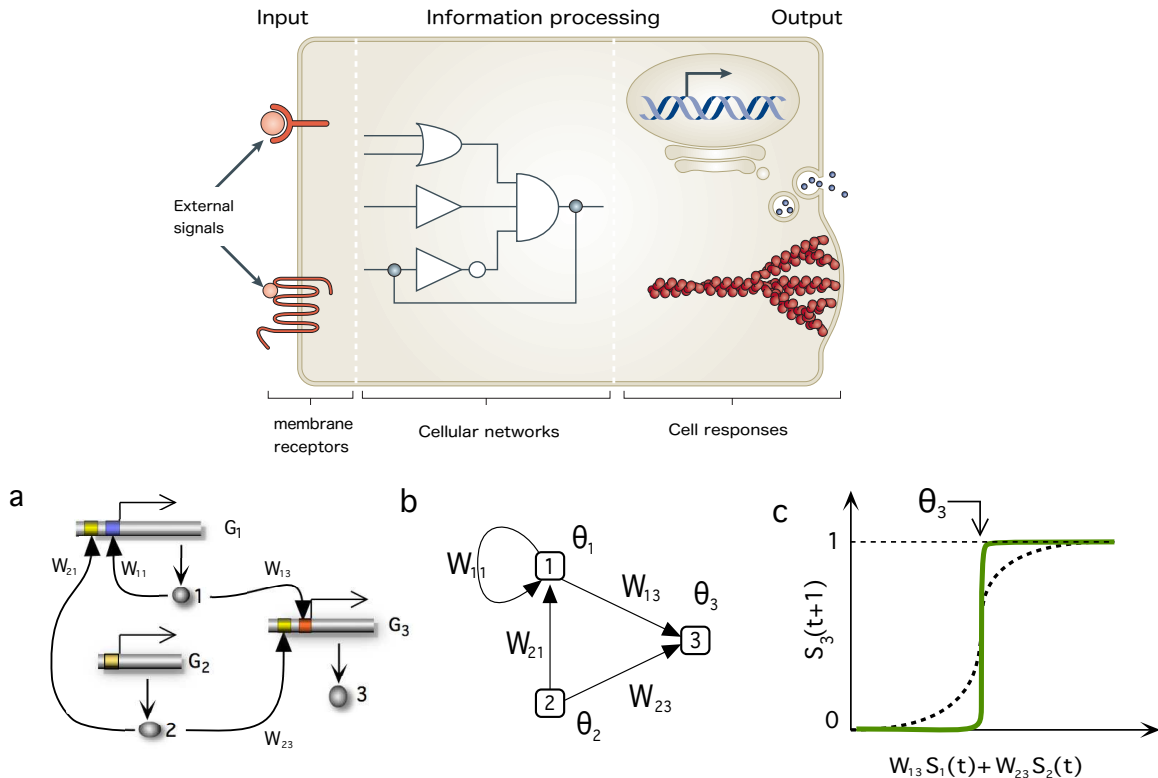 Input
Information processing
Output
External
signals
membrane
receptors
Cellular networks
Cell responses
a
G1
W21
W11
1
W13
G3
G2
3
2
W23
b
θ1
W11
1
W13
θ3
3
W21
2
W23
θ2
c
θ3
1
S3(t+1)
0
W13 S1(t)+ W23 S2(t)